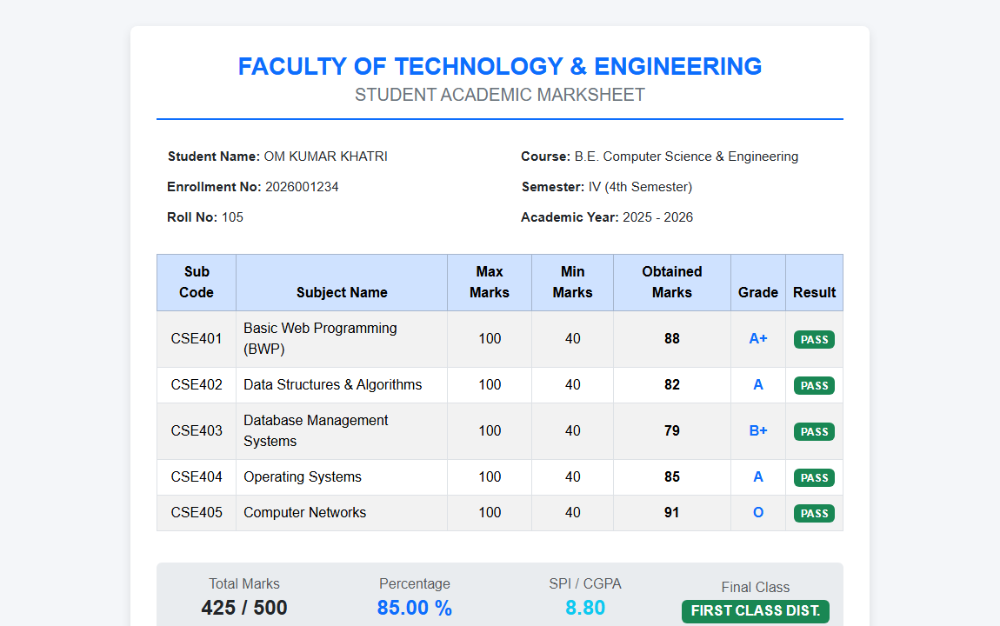 FACULTY OF TECHNOLOGY & ENGINEERING
STUDENT ACADEMIC MARKSHEET
Student Name: OM KUMAR KHATRI
Course: B.E. Computer Science & Engineering
Enrollment No: 2026001234
Semester: IV (4th Semester)
Roll No: 105
Academic Year: 2025 - 2026
Sub Code Subject Name Max Marks Min Marks Obtained Marks Grade Result
CSE401 Basic Web Programming (BWP) 100 40 88 A+ PASS
CSE402 Data Structures & Algorithms 100 40 82 A PASS
CSE403 Database Management Systems 100 40 79 B+ PASS
CSE404 Operating Systems 100 40 85 A PASS
CSE405 Computer Networks 100 40 91 O PASS
Total Marks Percentage SPI / CGPA Final Class
425 / 500 85.00 % 8.80 FIRST CLASS DIST.